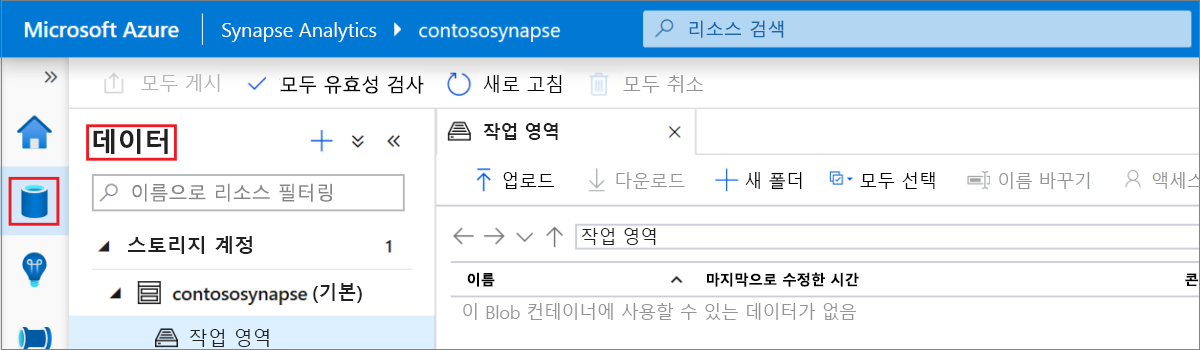 Microsoft Azure Synapse Analytics contososynapse 리소스 검색
모두 게시 모두 유효성 검사 새로 고침 모두 취소
데이터
이름으로 리소스 필터링
스토리지 계정 1
contososynapse (기본)
작업 영역
작업 영역
업로드 다운로드 새 폴더 모두 선택 이름 바꾸기 액세스
작업 영역
이름 마지막으로 수정한 시간 콘
이 Blob 컨테이너에 사용할 수 있는 데이터가 없음